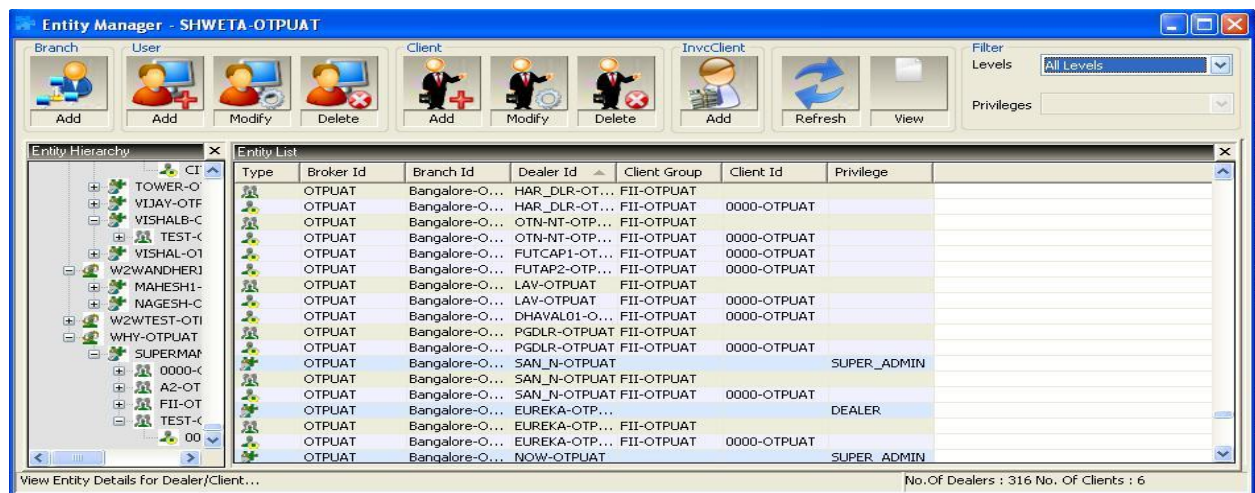 Entity Manager - SHWETA-OTPUAT
Branch User Client InvcClient Filter
Levels All Levels
Privileges
Add Add Modify Delete Add Modify Delete Add Refresh View
Entity Hierarchy
TOWER-O
VIJAY-OTF
VISHALB-C
TEST-
VISHAL-OT
W2WANDHERI
MAHESH1-
NAGESH-C
W2WTEST-OTI
WHY-OTPUAT
SUPERMAN
0000-
A2-OT
FII-OT
TEST-
00
Entity List
Type Broker Id Branch Id Dealer Id Client Group Client Id Privilege
OTPUAT Bangalore-O... HAR_DLR-OT... FII-OTPUAT
OTPUAT Bangalore-O... HAR_DLR-OT... FII-OTPUAT 0000-OTPUAT
OTPUAT Bangalore-O... OTN-NT-OTP... FII-OTPUAT
OTPUAT Bangalore-O... OTN-NT-OTP... FII-OTPUAT 0000-OTPUAT
OTPUAT Bangalore-O... FUTCAP1-OT... FII-OTPUAT 0000-OTPUAT
OTPUAT Bangalore-O... FUTAP2-OTP... FII-OTPUAT 0000-OTPUAT
OTPUAT Bangalore-O... LAV-OTPUAT FII-OTPUAT
OTPUAT Bangalore-O... LAV-OTPUAT FII-OTPUAT 0000-OTPUAT
OTPUAT Bangalore-O... DHAVAL01-O... FII-OTPUAT 0000-OTPUAT
OTPUAT Bangalore-O... PGDLR-OTPUAT FII-OTPUAT
OTPUAT Bangalore-O... PGDLR-OTPUAT FII-OTPUAT 0000-OTPUAT
OTPUAT Bangalore-O... SAN_N-OTPUAT SUPER_ADMIN
OTPUAT Bangalore-O... SAN_N-OTPUAT FII-OTPUAT
OTPUAT Bangalore-O... SAN_N-OTPUAT FII-OTPUAT 0000-OTPUAT
OTPUAT Bangalore-O... EUREKA-OTP... DEALER
OTPUAT Bangalore-O... EUREKA-OTP... FII-OTPUAT
OTPUAT Bangalore-O... EUREKA-OTP... FII-OTPUAT 0000-OTPUAT
OTPUAT Bangalore-O... NOW-OTPUAT SUPER_ADMIN
View Entity Details for Dealer/Client...
No.Of Dealers : 316 No. Of Clients : 6